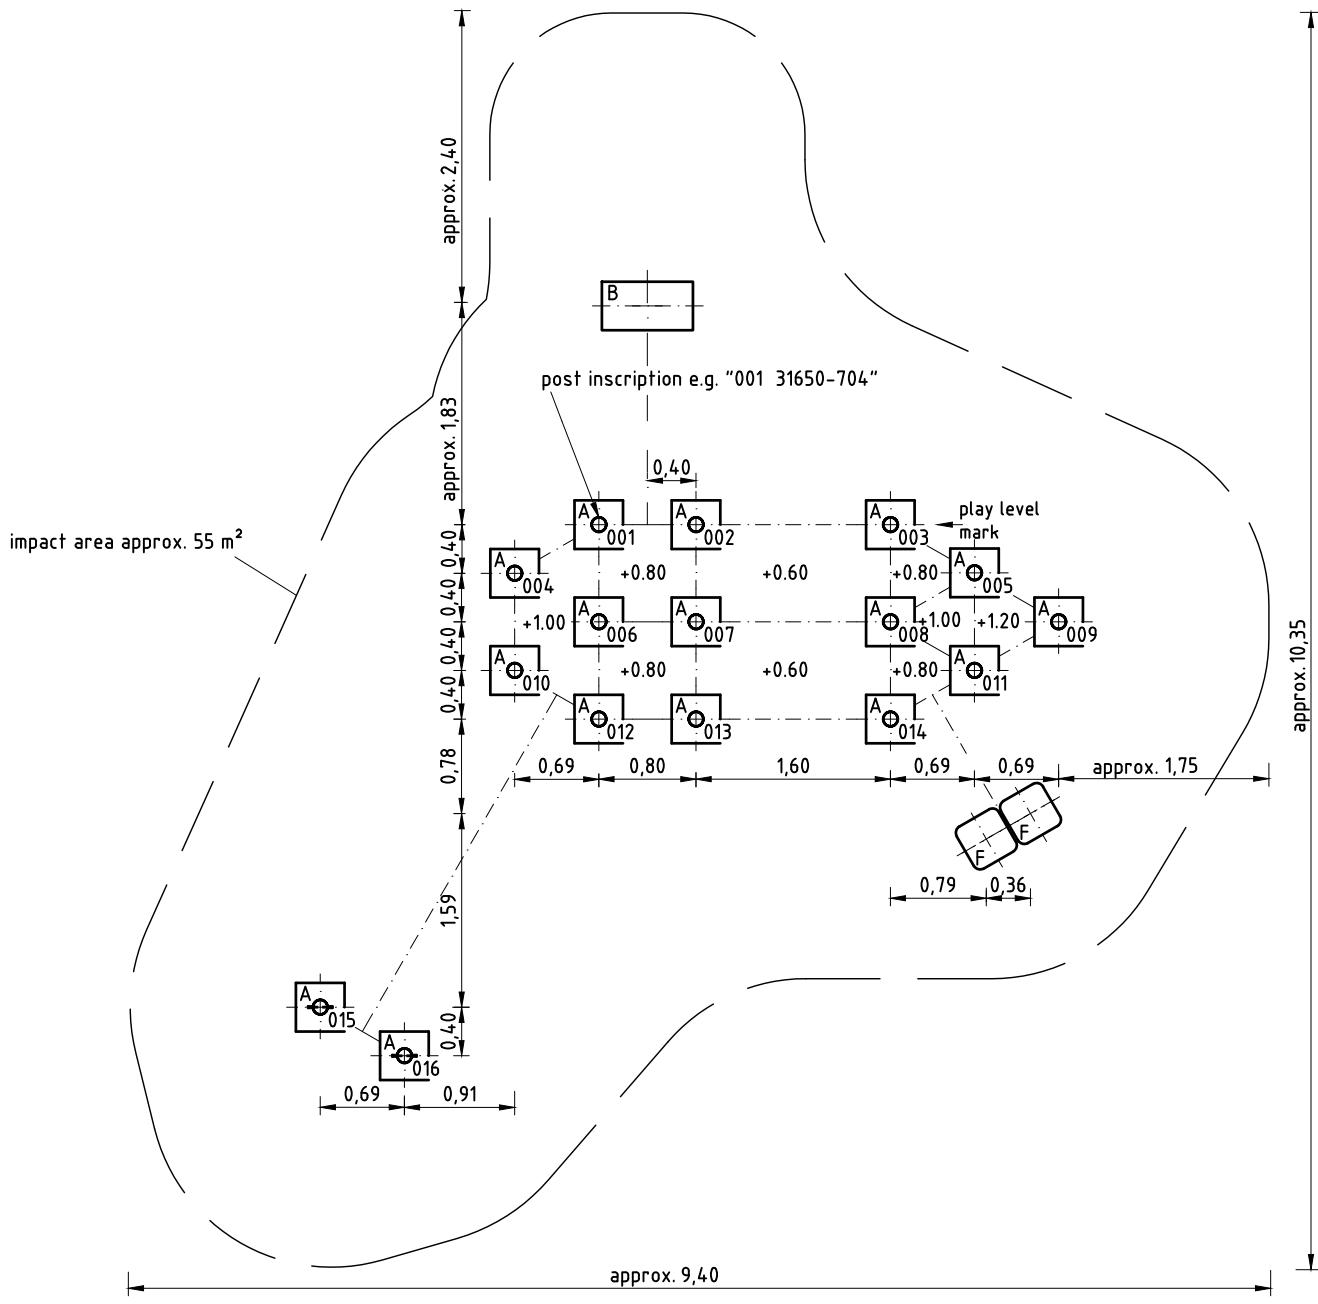 approx. 2,40
B
post inscription e.g. "001 31650-704"
approx. 1,83
0,40
A
001
A
002
A
003
play level
mark
impact area approx. 55 m²
0,40
A
004
+0.80
+0.60
+0.80
A
005
0,40
+1.00
A
006
A
007
A
008
+1.00
+1.20
A
009
0,40
A
010
+0.80
+0.60
+0.80
A
011
0,40
A
012
A
013
A
014
approx. 10,35
0,78
0,69
0,80
1,60
0,69
0,69
approx. 1,75
F
F
0,79
0,36
1,59
A
015
0,40
A
016
0,69
0,91
approx. 9,40